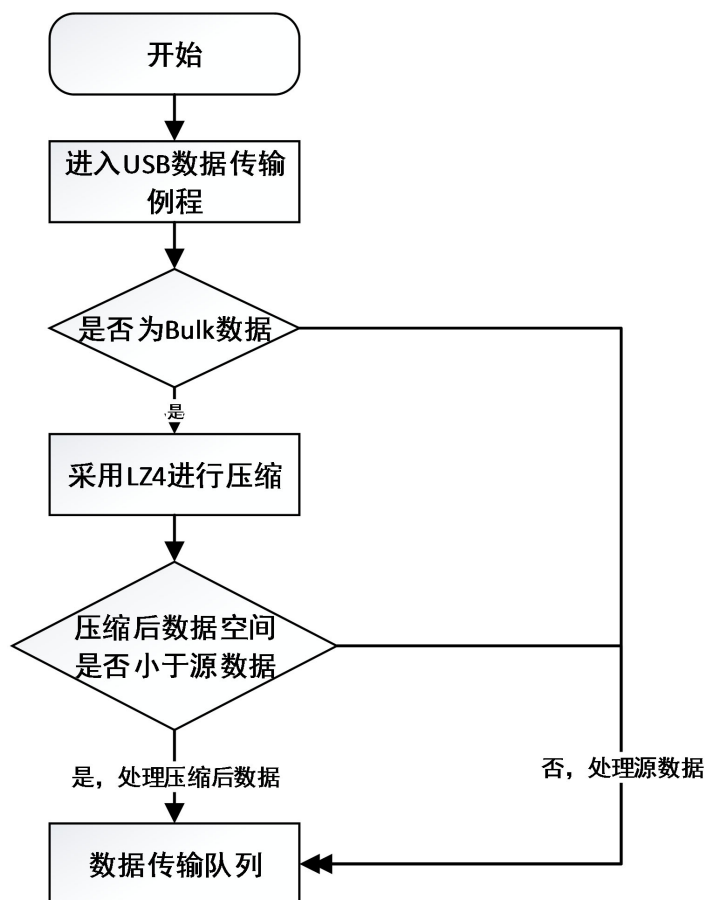 开始
进入USB数据传输
例程
是否为Bulk数据
是
采用LZ4进行压缩
压缩后数据空间
是否小于源数据
否，处理源数据
是，处理压缩后数据
数据传输队列